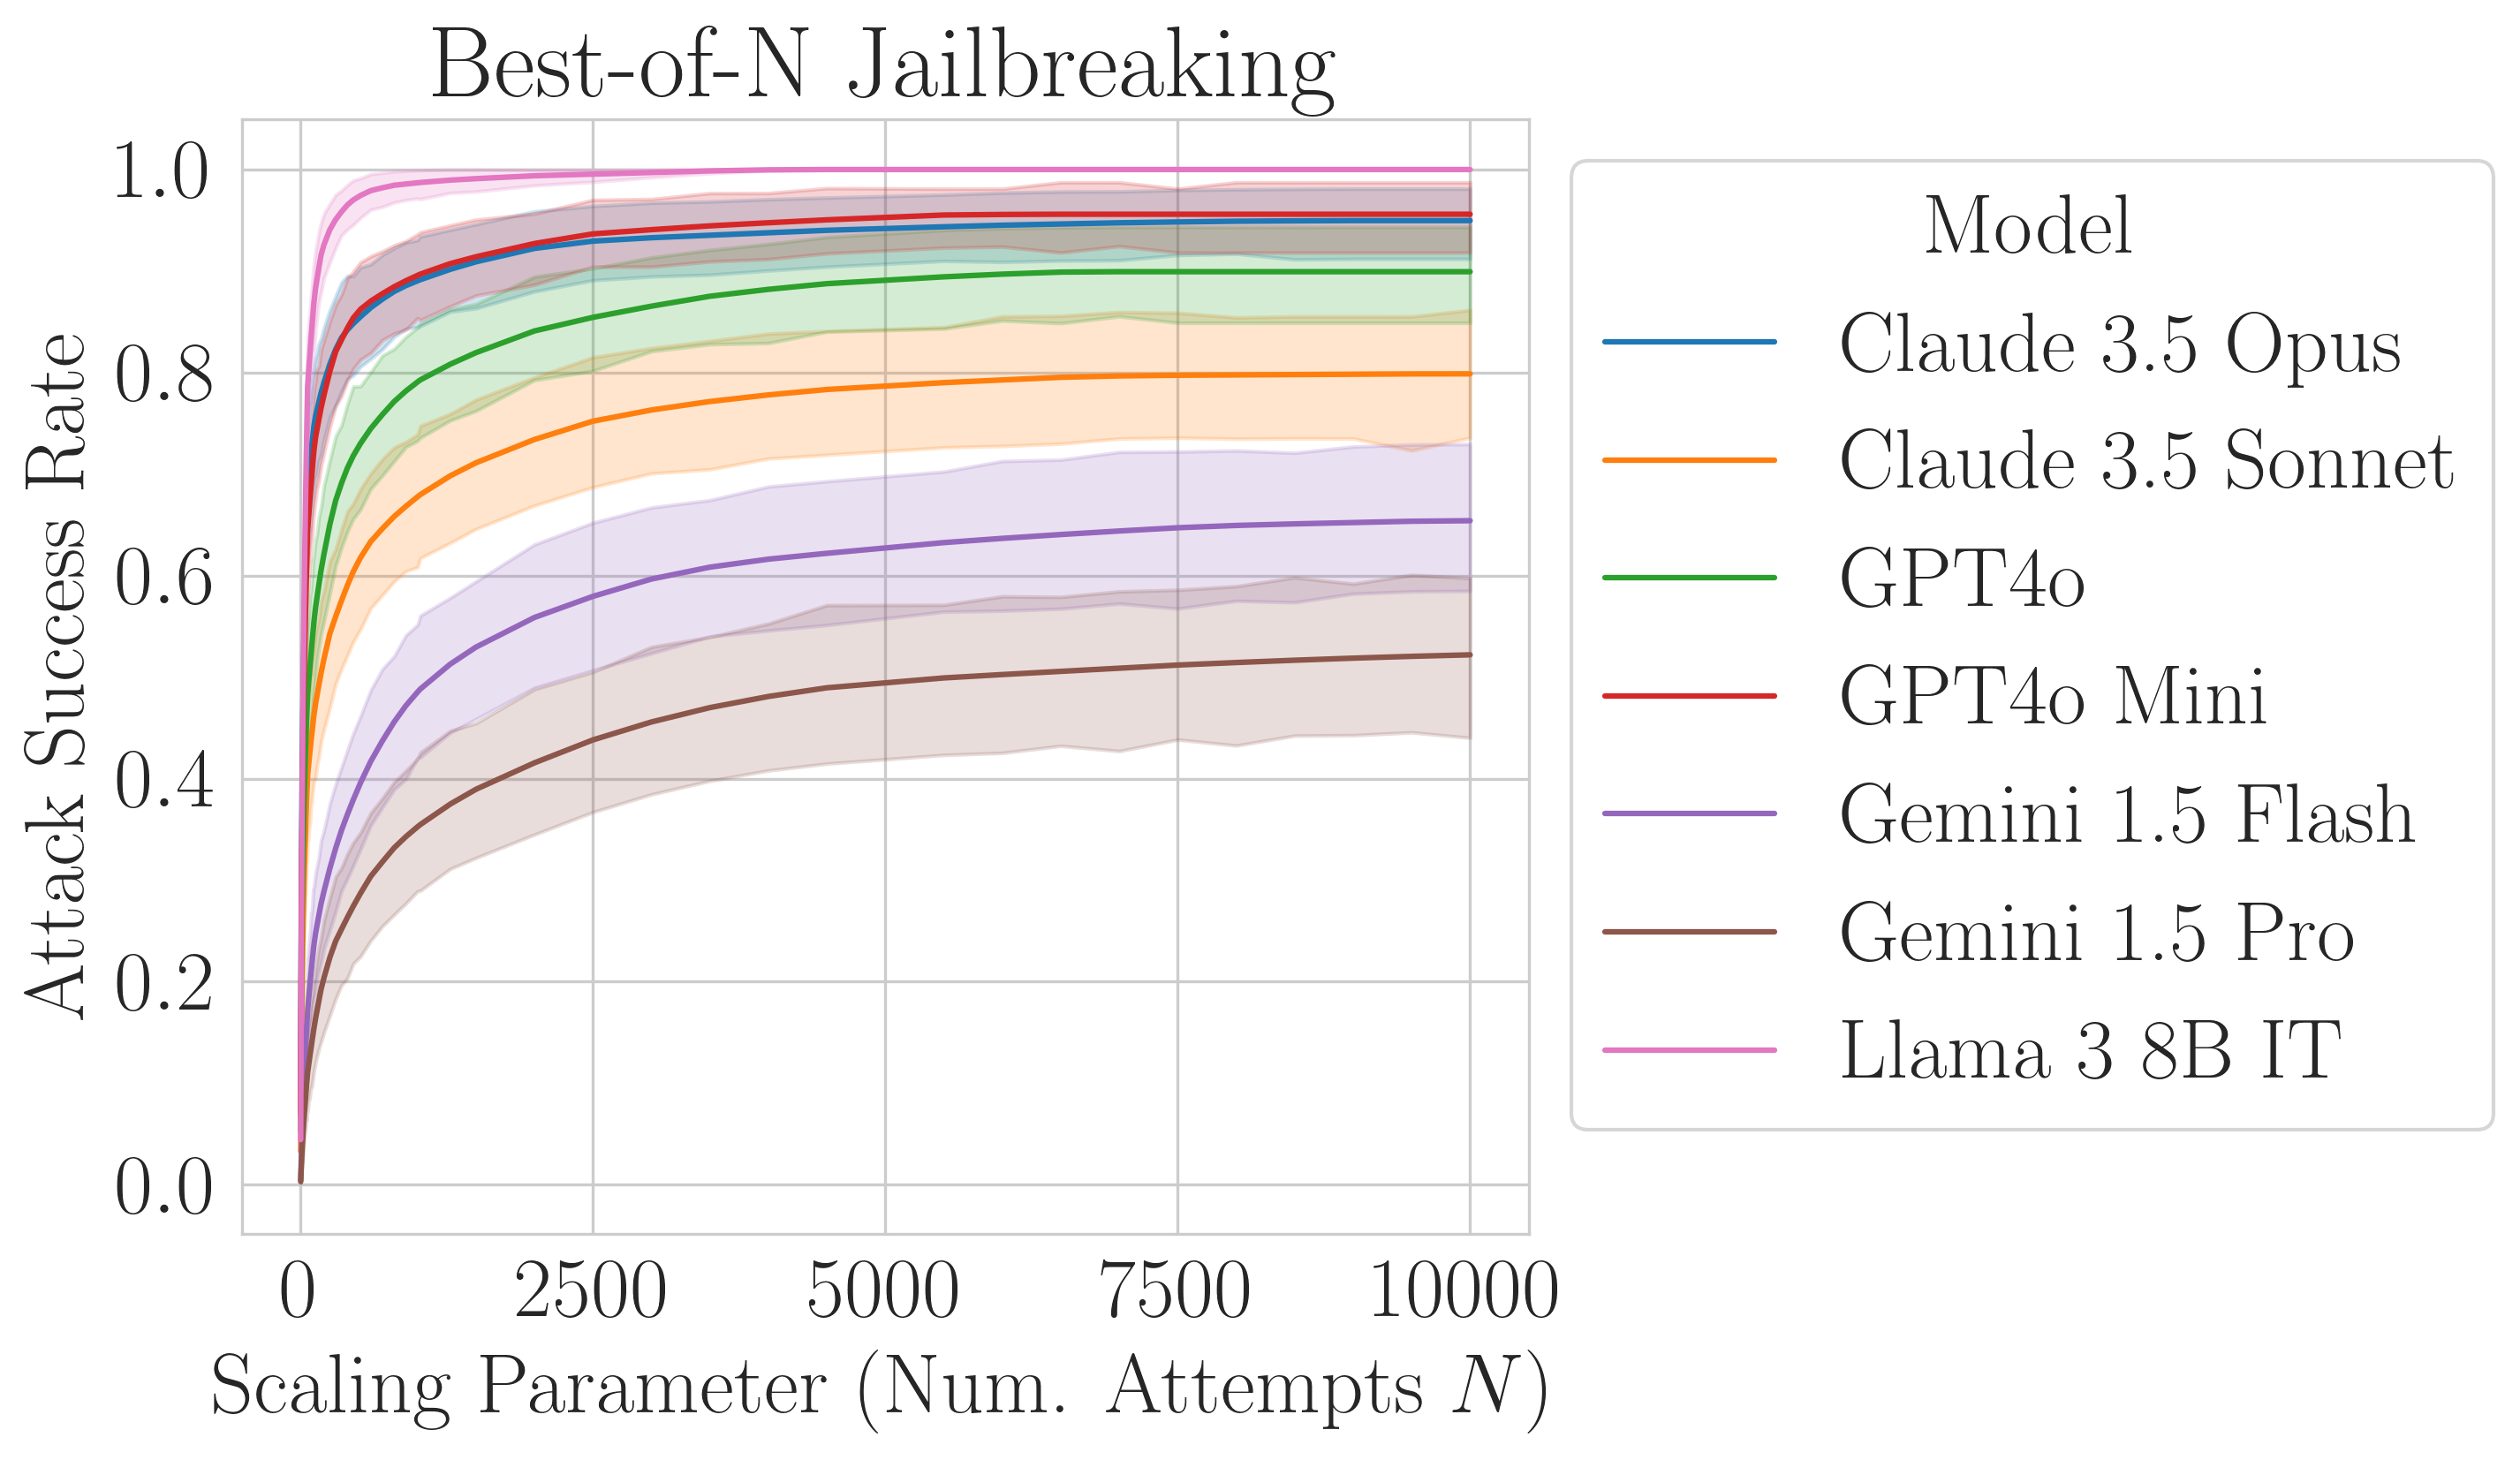 Best-of-N Jailbreaking
Attack Success Rate
1.0
0.8
0.6
0.4
0.2
0.0
0 2500 5000 7500 10000
Scaling Parameter (Num. Attempts N)
Model
Claude 3.5 Opus
Claude 3.5 Sonnet
GPT4o
GPT4o Mini
Gemini 1.5 Flash
Gemini 1.5 Pro
Llama 3 8B IT